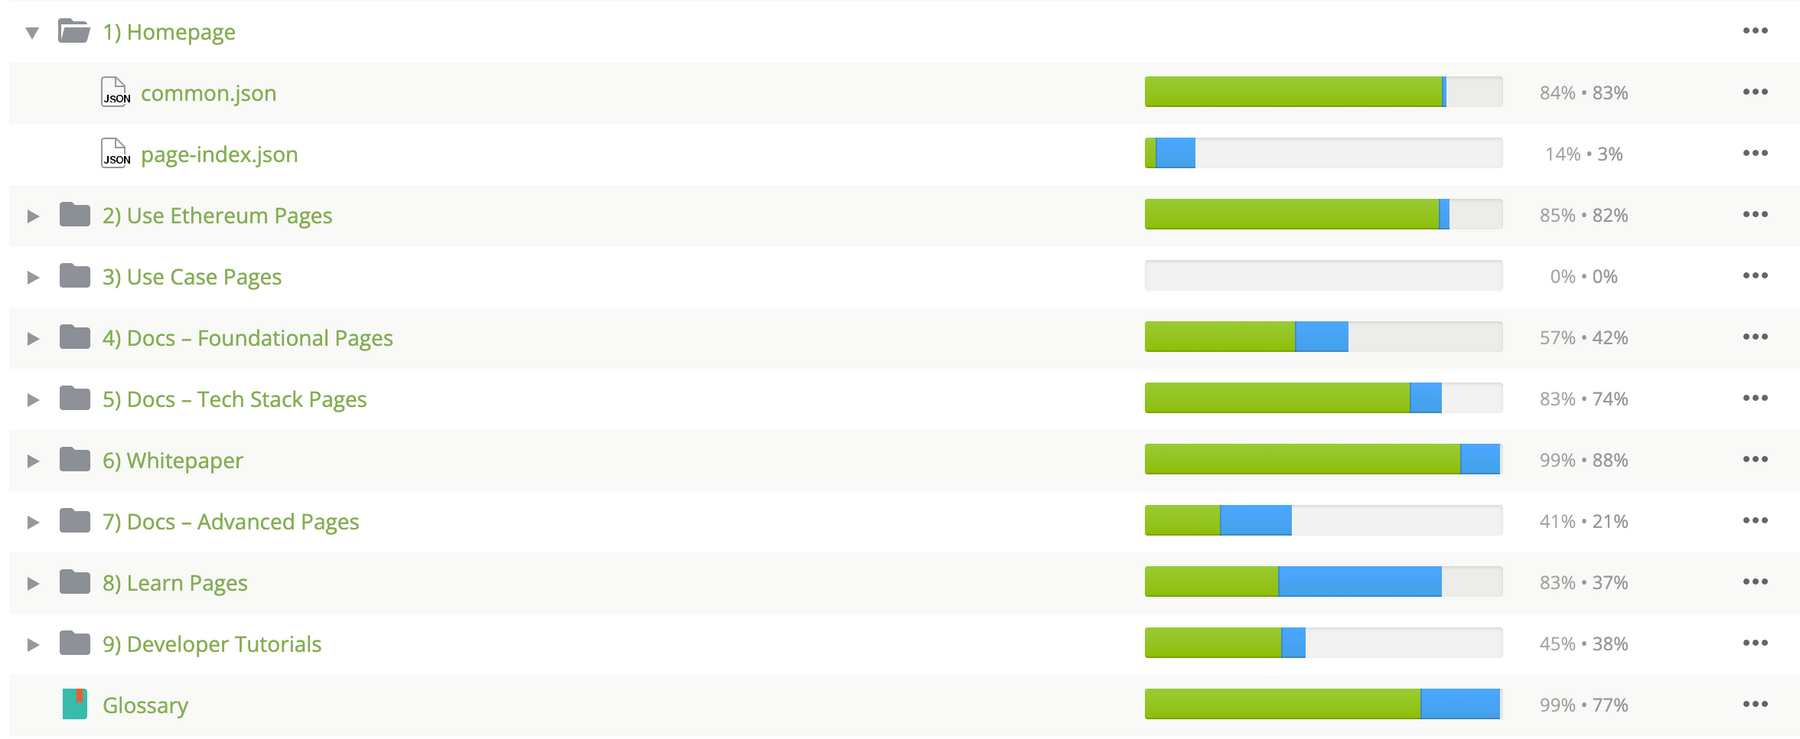 1) Homepage
JSON common.json 84% • 83%
JSON page-index.json 14% • 3%
2) Use Ethereum Pages 85% • 82%
3) Use Case Pages 0% • 0%
4) Docs – Foundational Pages 57% • 42%
5) Docs – Tech Stack Pages 83% • 74%
6) Whitepaper 99% • 88%
7) Docs – Advanced Pages 41% • 21%
8) Learn Pages 83% • 37%
9) Developer Tutorials 45% • 38%
Glossary 99% • 77%